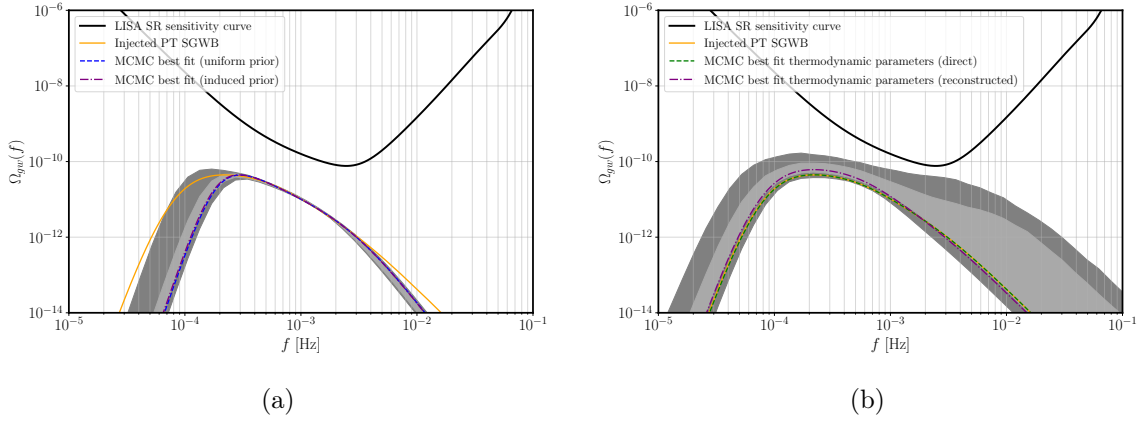 LISA SR sensitivity curve
Injected PT SGWB
MCMC best fit (uniform prior)
MCMC best fit (induced prior)
10⁻⁶
10⁻⁸
10⁻¹⁰
10⁻¹²
10⁻¹⁴
Ω_gw(f)
10⁻⁵
10⁻⁴
10⁻³
10⁻²
10⁻¹
f [Hz]
(a)
LISA SR sensitivity curve
Injected PT SGWB
MCMC best fit thermodynamic parameters (direct)
MCMC best fit thermodynamic parameters (reconstructed)
10⁻⁶
10⁻⁸
10⁻¹⁰
10⁻¹²
10⁻¹⁴
Ω_gw(f)
10⁻⁵
10⁻⁴
10⁻³
10⁻²
10⁻¹
f [Hz]
(b)